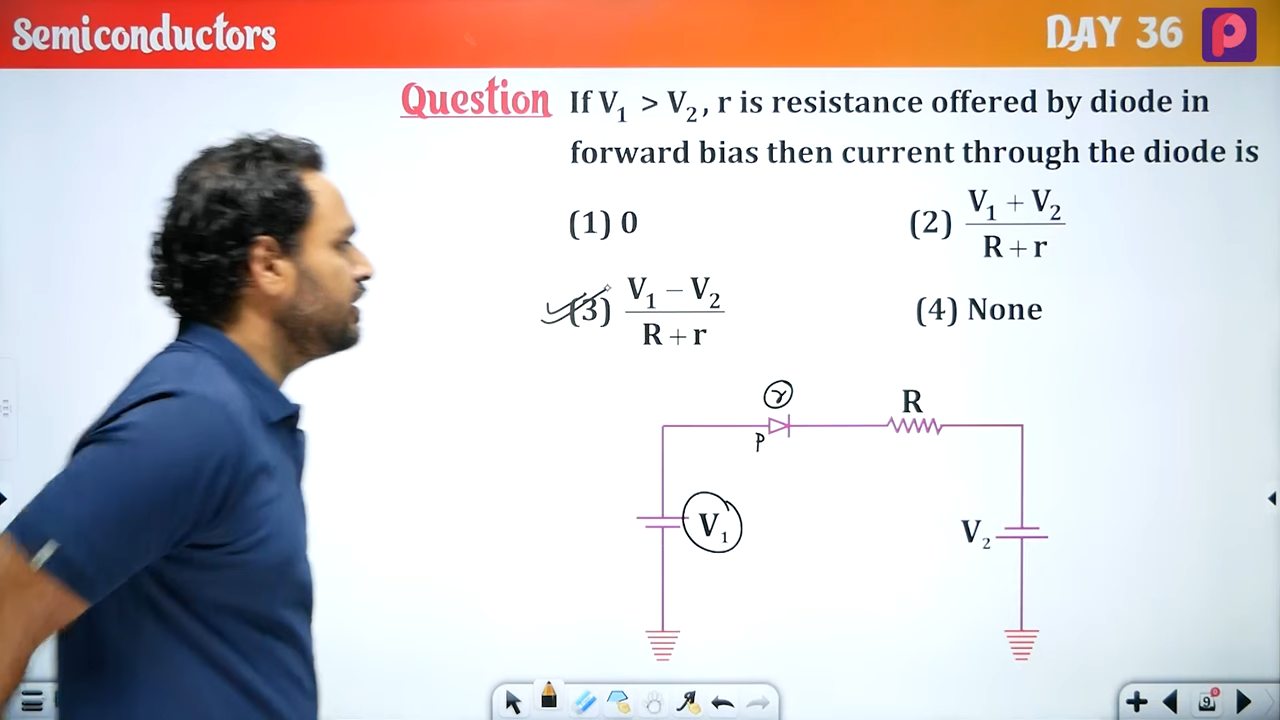 Semiconductors
DAY 36
Question If V₁ > V₂, r is resistance offered by diode in
forward bias then current through the diode is
(1) 0
(2) V₁ + V₂ / R + r
(3) V₁ − V₂ / R + r
(4) None
r
R
P
V₁
V₂